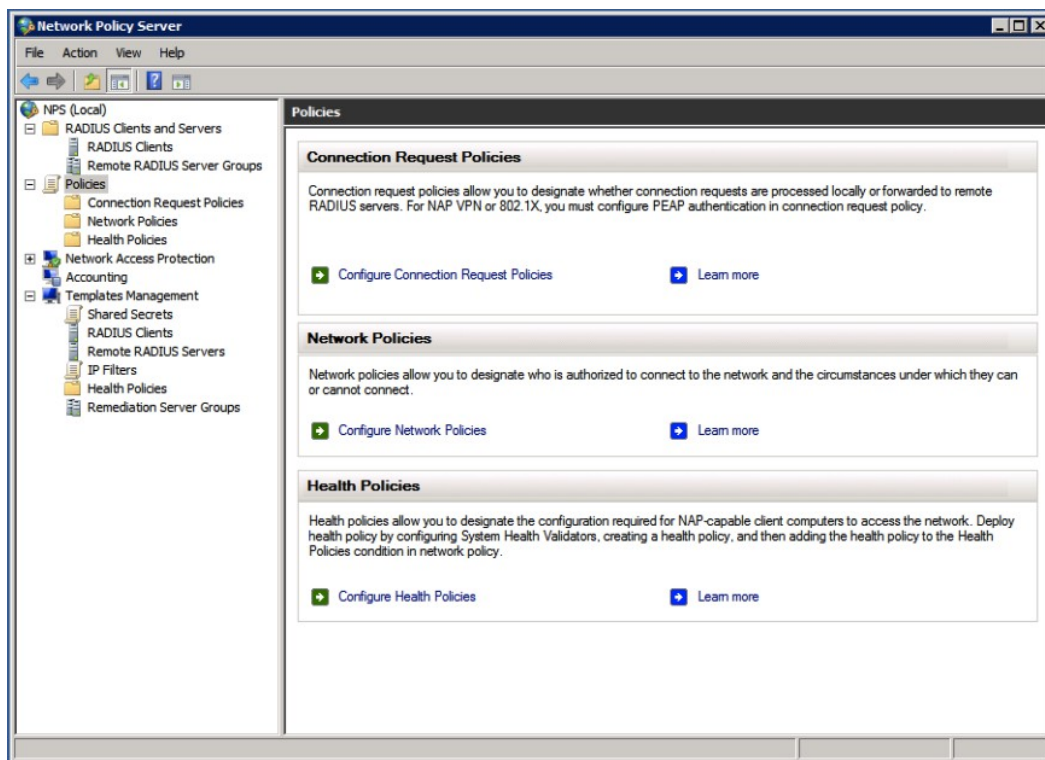 Network Policy Server
File Action View Help
NPS (Local)
RADIUS Clients and Servers
RADIUS Clients
Remote RADIUS Server Groups
Policies
Connection Request Policies
Network Policies
Health Policies
Network Access Protection
Accounting
Templates Management
Shared Secrets
RADIUS Clients
Remote RADIUS Servers
IP Filters
Health Policies
Remediation Server Groups
Policies
Connection Request Policies
Connection request policies allow you to designate whether connection requests are processed locally or forwarded to remote
RADIUS servers. For NAP VPN or 802.1X, you must configure PEAP authentication in connection request policy.
Configure Connection Request Policies
Learn more
Network Policies
Network policies allow you to designate who is authorized to connect to the network and the circumstances under which they can
or cannot connect.
Configure Network Policies
Learn more
Health Policies
Health policies allow you to designate the configuration required for NAP-capable client computers to access the network. Deploy
health policy by configuring System Health Validators, creating a health policy, and then adding the health policy to the Health
Policies condition in network policy.
Configure Health Policies
Learn more